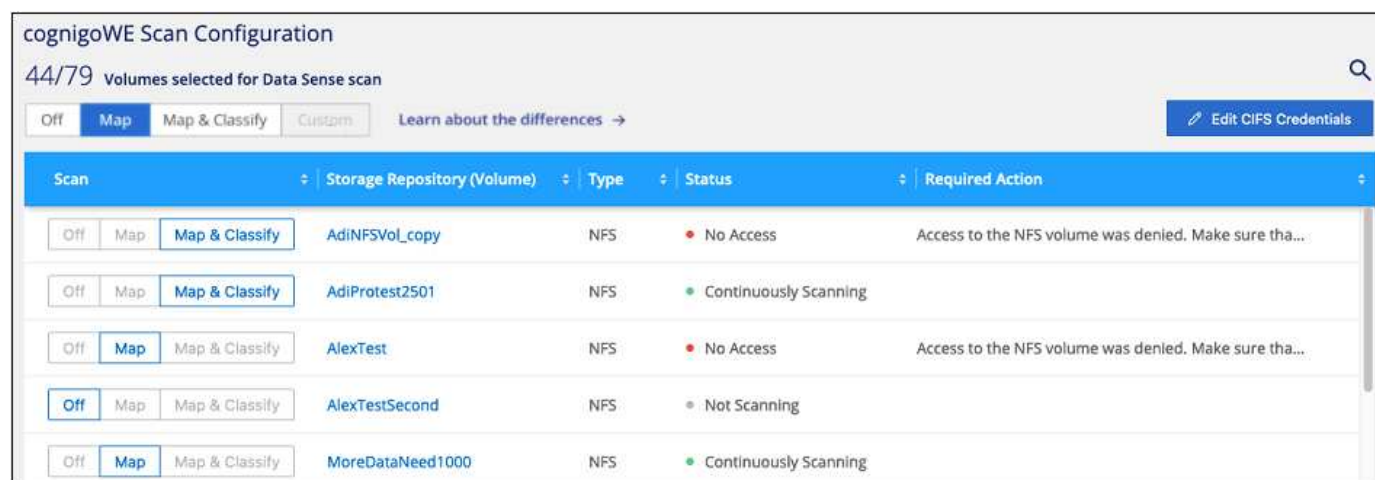 cognigoWE Scan Configuration
44/79 Volumes selected for Data Sense scan
Off Map Map & Classify Custom Learn about the differences → Edit CIFS Credentials
Scan Storage Repository (Volume) Type Status Required Action
Off Map Map & Classify AdiNFSVol_copy NFS No Access Access to the NFS volume was denied. Make sure tha...
Off Map Map & Classify AdiProtest2501 NFS Continuously Scanning
Off Map Map & Classify AlexTest NFS No Access Access to the NFS volume was denied. Make sure tha...
Off Map Map & Classify AlexTestSecond NFS Not Scanning
Off Map Map & Classify MoreDataNeed1000 NFS Continuously Scanning